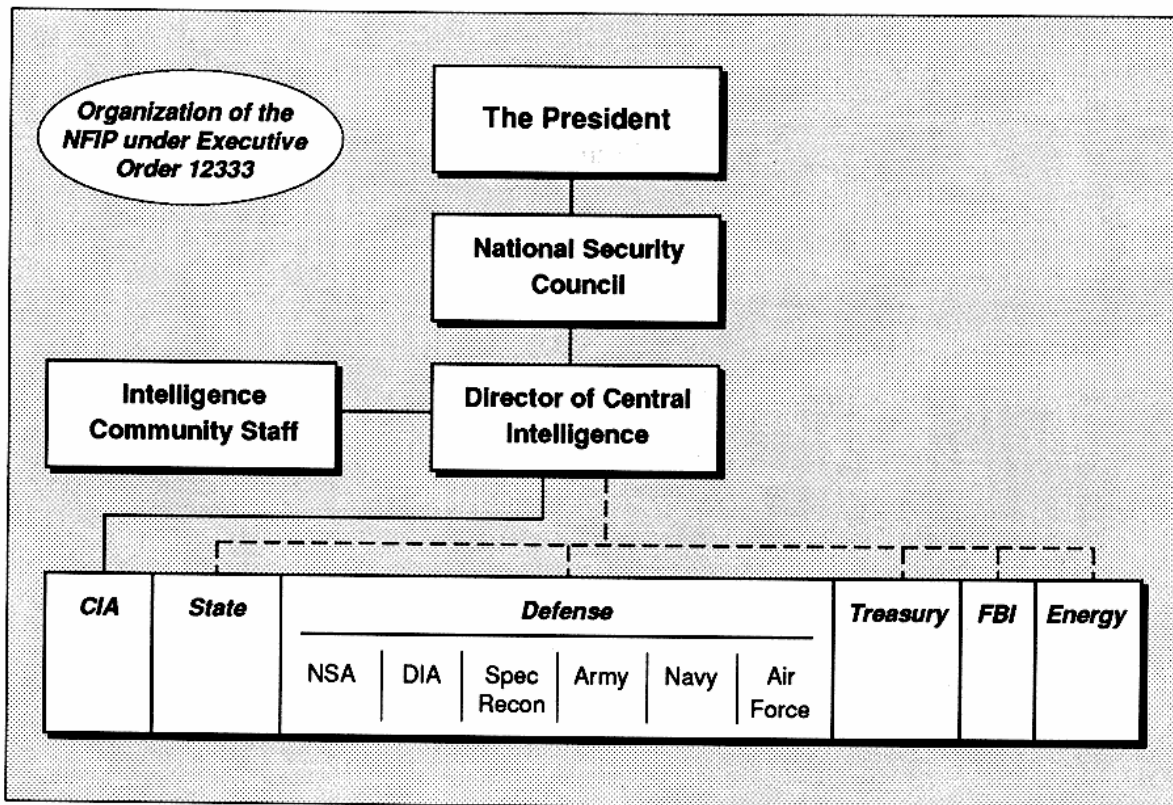 Organization of the
NFIP under Executive
Order 12333
The President
National Security
Council
Intelligence
Community Staff
Director of Central
Intelligence
CIA
State
Defense
Treasury
FBI
Energy
NSA
DIA
Spec
Recon
Army
Navy
Air
Force